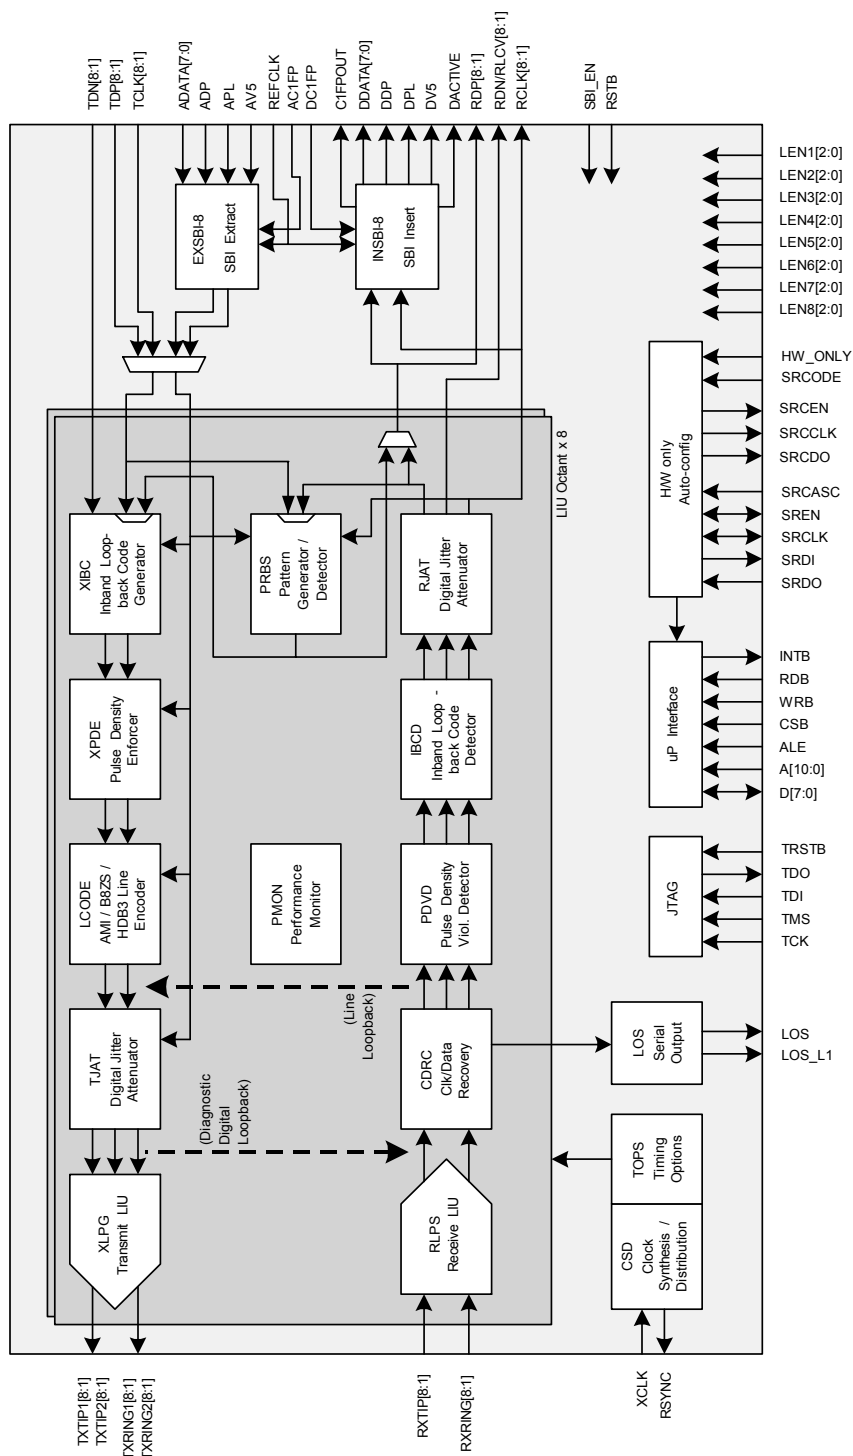 TDN[8:1]
TDP[8:1]
TCLK[8:1]
ADATA[7:0]
ADP
APL
AV5
REFCLK
AC1FP
DC1FP
C1FPOUT
DDATA[7:0]
DDP
DPL
DV5
DACTIVE
RDP[8:1]
RDN/RLCV[8:1]
RCLK[8:1]
SBI_EN
RSTB
LEN1[2:0]
LEN2[2:0]
LEN3[2:0]
LEN4[2:0]
LEN5[2:0]
LEN6[2:0]
LEN7[2:0]
LEN8[2:0]
HW_ONLY
SRCODE
SRCEN
SRCCLK
SRCDO
SRCASC
SREN
SRCLK
SRDI
SRDO
INTB
RDB
WRB
CSB
ALE
A[10:0]
D[7:0]
TRSTB
TDO
TDI
TMS
TCK
LOS
LOS_L1
EXSBI-8
SBI Extract
INSBI-8
SBI Insert
LIU Octant x 8
XIBC
Inband Loop-
back Code
Generator
PRBS
Pattern
Generator /
Detector
RJAT
Digital Jitter
Attenuator
H/W only
Auto-config
XPDE
Pulse Density
Enforcer
IBCD
Inband Loop -
back Code
Detector
uP Interface
LCODE
AMI / B8ZS /
HDB3 Line
Encoder
PMON
Performance
Monitor
PDVD
Pulse Density
Viol. Detector
JTAG
(Line
Loopback)
TJAT
Digital Jitter
Attenuator
CDRC
Clk/Data
Recovery
LOS
Serial
Output
(Diagnostic
Digital
Loopback)
XLPG
Transmit LIU
RLPS
Receive LIU
TOPS
Timing
Options
CSD
Clock
Synthesis /
Distribution
TXTIP1[8:1]
TXTIP2[8:1]
TXRING1[8:1]
TXRING2[8:1]
RXTIP[8:1]
RXRING[8:1]
XCLK
RSYNC